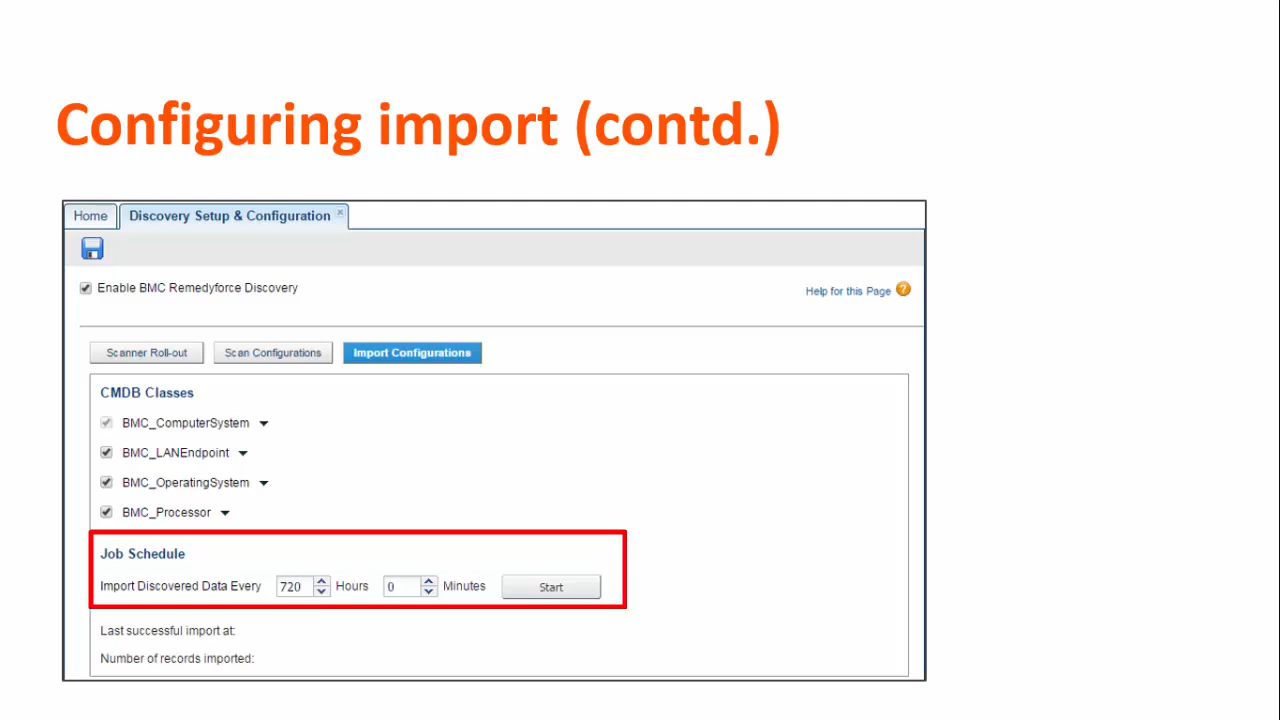 Configuring import (contd.)
Home Discovery Setup & Configuration
Enable BMC Remedyforce Discovery
Help for this Page
Scanner Roll-out Scan Configurations Import Configurations
CMDB Classes
BMC_ComputerSystem
BMC_LANEndpoint
BMC_OperatingSystem
BMC_Processor
Job Schedule
Import Discovered Data Every 720 Hours 0 Minutes Start
Last successful import at:
Number of records imported: